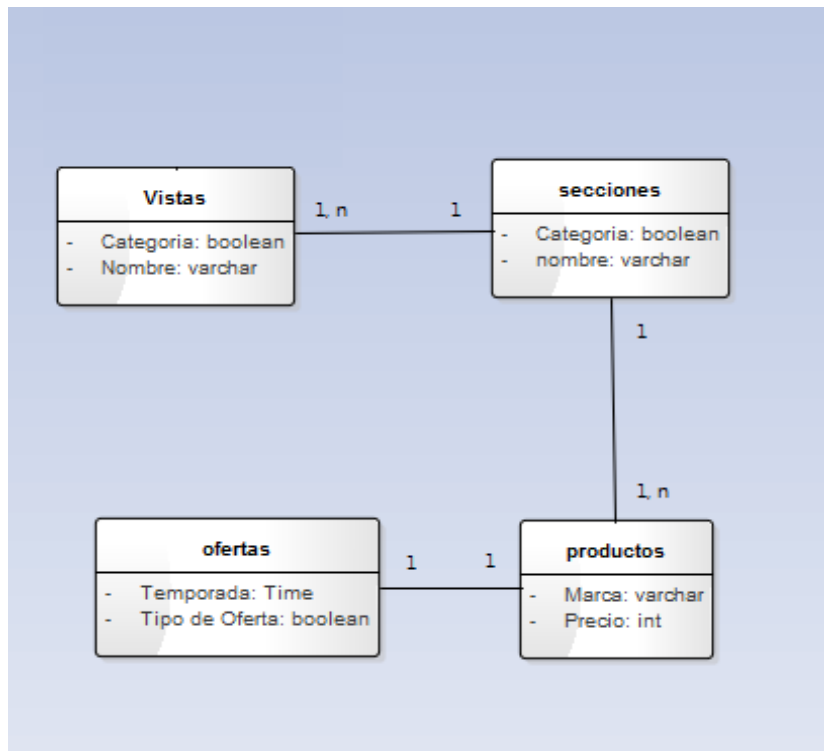 Vistas
- Categoria: boolean
- Nombre: varchar
1, n
1
secciones
- Categoria: boolean
- nombre: varchar
1
1, n
ofertas
- Temporada: Time
- Tipo de Oferta: boolean
1
1
productos
- Marca: varchar
- Precio: int